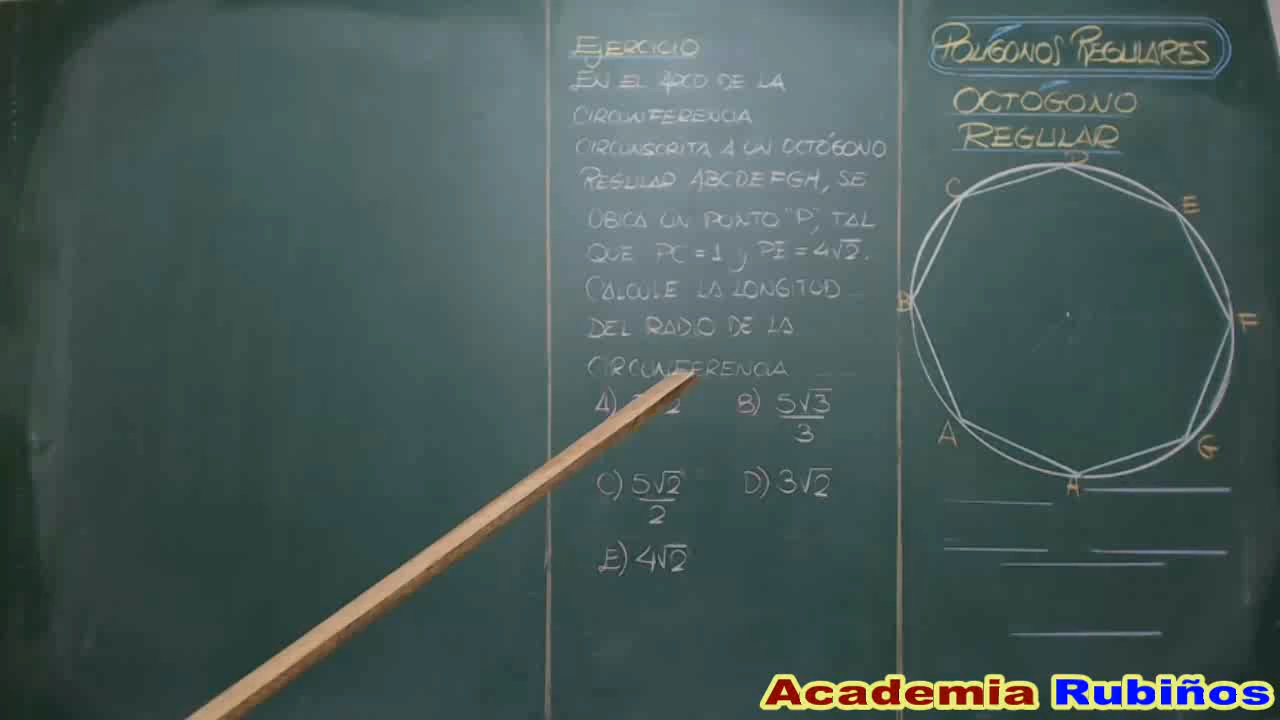 EJERCICIO
EN EL ARCO DE LA
CIRCUNFERENCIA
CIRCUNSCRITA A UN OCTÓGONO
REGULAR ABCDEFGH, SE
UBICA UN PUNTO "P", TAL
QUE PC = 1 y PE = 4√2.
CALCULE LA LONGITUD
DEL RADIO DE LA
CIRCUNFERENCIA
A)
B) 5√3/3
C) 5√2/2
D) 3√2
E) 4√2
POLÍGONOS REGULARES
OCTÓGONO
REGULAR
D
C
E
B
F
A
G
H
Academia Rubiños